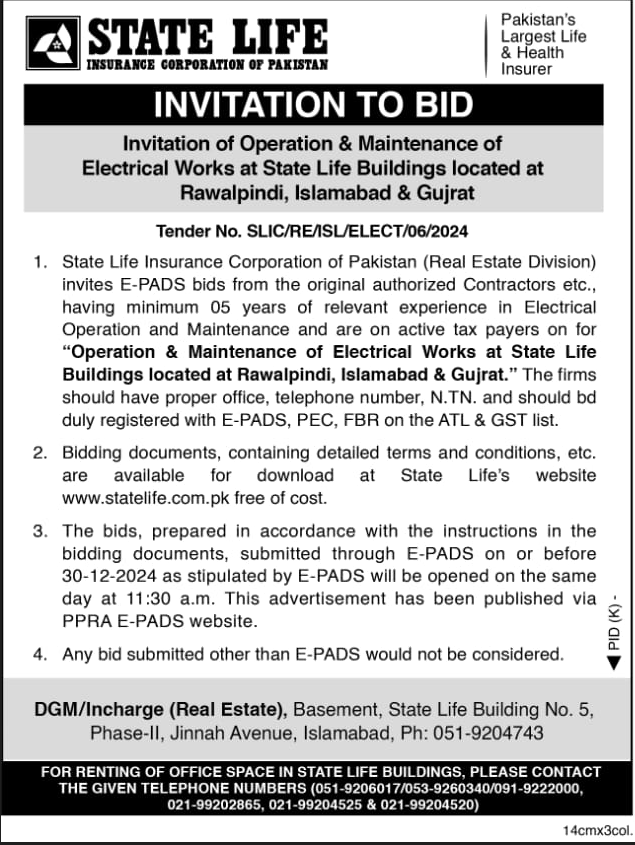 STATE LIFE
INSURANCE CORPORATION OF PAKISTAN
Pakistan's
Largest Life
& Health
Insurer
INVITATION TO BID
Invitation of Operation & Maintenance of
Electrical Works at State Life Buildings located at
Rawalpindi, Islamabad & Gujrat
Tender No. SLIC/RE/ISL/ELECT/06/2024
1. State Life Insurance Corporation of Pakistan (Real Estate Division)
invites E-PADS bids from the original authorized Contractors etc.,
having minimum 05 years of relevant experience in Electrical
Operation and Maintenance and are on active tax payers on for
“Operation & Maintenance of Electrical Works at State Life
Buildings located at Rawalpindi, Islamabad & Gujrat.” The firms
should have proper office, telephone number, N.TN. and should bd
duly registered with E-PADS, PEC, FBR on the ATL & GST list.
2. Bidding documents, containing detailed terms and conditions, etc.
are available for download at State Life's website
www.statelife.com.pk free of cost.
3. The bids, prepared in accordance with the instructions in the
bidding documents, submitted through E-PADS on or before
30-12-2024 as stipulated by E-PADS will be opened on the same
day at 11:30 a.m. This advertisement has been published via
PPRA E-PADS website.
4. Any bid submitted other than E-PADS would not be considered.
◀ PID (K) -
DGM/Incharge (Real Estate), Basement, State Life Building No. 5,
Phase-II, Jinnah Avenue, Islamabad, Ph: 051-9204743
FOR RENTING OF OFFICE SPACE IN STATE LIFE BUILDINGS, PLEASE CONTACT
THE GIVEN TELEPHONE NUMBERS (051-9206017/053-9260340/091-9222000,
021-99202865, 021-99204525 & 021-99204520)
14cmx3col.